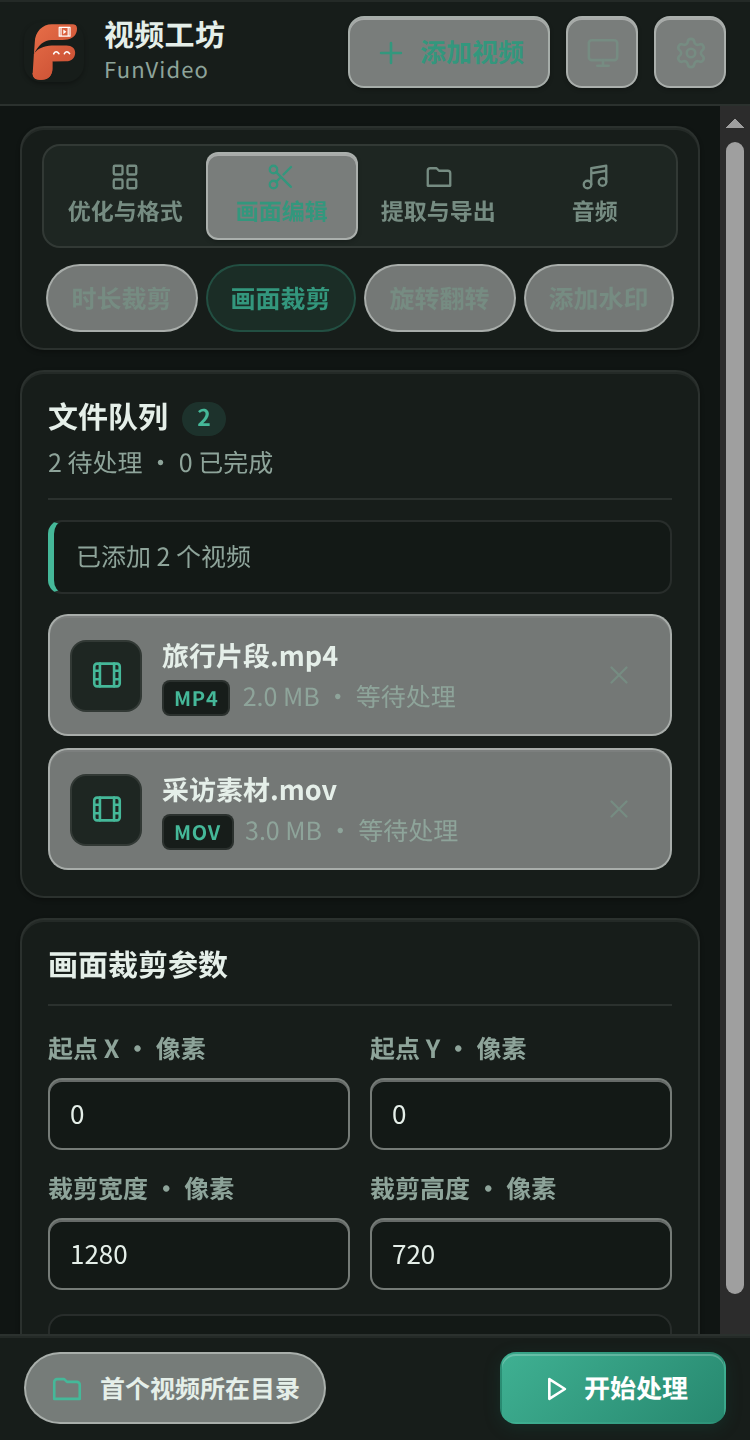 视频工坊
FunVideo
添加视频
优化与格式
画面编辑
提取与导出
音频
时长裁剪
画面裁剪
旋转翻转
添加水印
文件队列 2
2 待处理 • 0 已完成
已添加 2 个视频
旅行片段.mp4
MP4 2.0 MB • 等待处理
采访素材.mov
MOV 3.0 MB • 等待处理
画面裁剪参数
起点 X • 像素
起点 Y • 像素
0
0
裁剪宽度 • 像素
裁剪高度 • 像素
1280
720
首个视频所在目录
开始处理